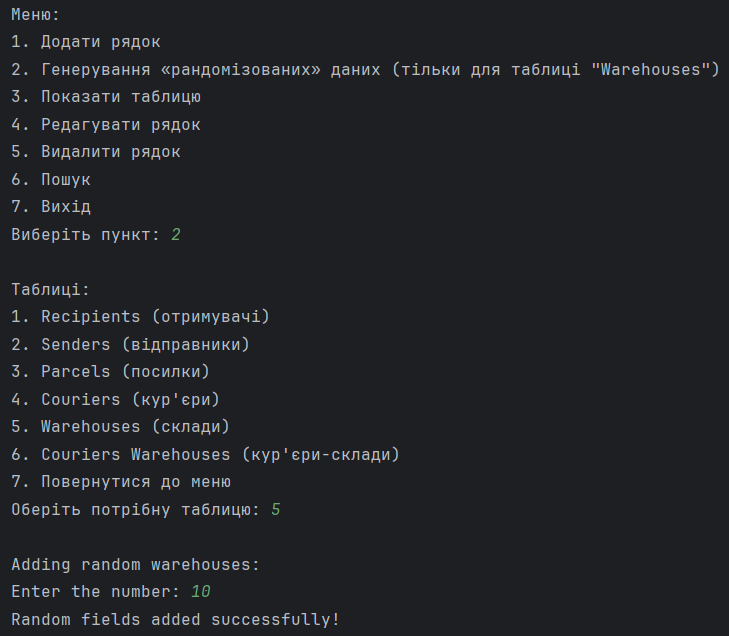 Меню:
1. Додати рядок
2. Генерування «рандомізованих» даних (тільки для таблиці "Warehouses")
3. Показати таблицю
4. Редагувати рядок
5. Видалити рядок
6. Пошук
7. Вихід
Виберіть пункт: 2
Таблиці:
1. Recipients (отримувачі)
2. Senders (відправники)
3. Parcels (посилки)
4. Couriers (кур'єри)
5. Warehouses (склади)
6. Couriers Warehouses (кур'єри-склади)
7. Повернутися до меню
Оберіть потрібну таблицю: 5
Adding random warehouses:
Enter the number: 10
Random fields added successfully!